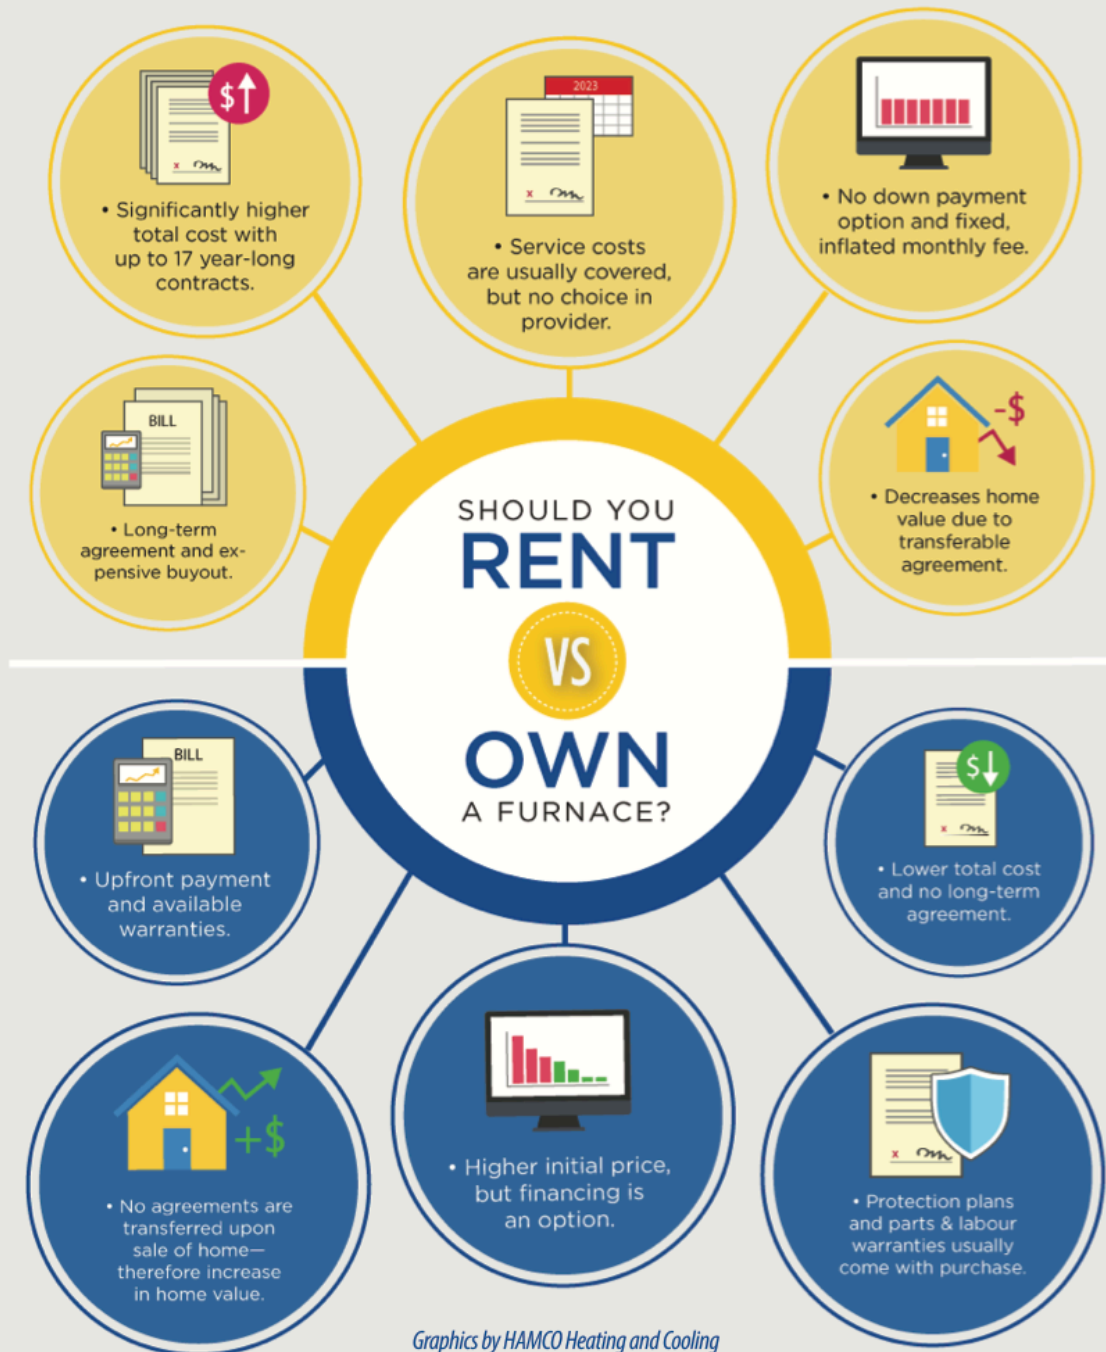 $
• Significantly higher
total cost with
up to 17 year-long
contracts.
x
2023
x
• Service costs
are usually covered,
but no choice in
provider.
• No down payment
option and fixed,
inflated monthly fee.
BILL
• Long-term
agreement and ex-
pensive buyout.
-$
• Decreases home
value due to
transferable
agreement.
SHOULD YOU
RENT
VS
OWN
A FURNACE?
BILL
• Upfront payment
and available
warranties.
$
x
• Lower total cost
and no long-term
agreement.
+$
• No agreements are
transferred upon
sale of home—
therefore increase
in home value.
• Higher initial price,
but financing is
an option.
x
• Protection plans
and parts & labour
warranties usually
come with purchase.
Graphics by HAMCO Heating and Cooling